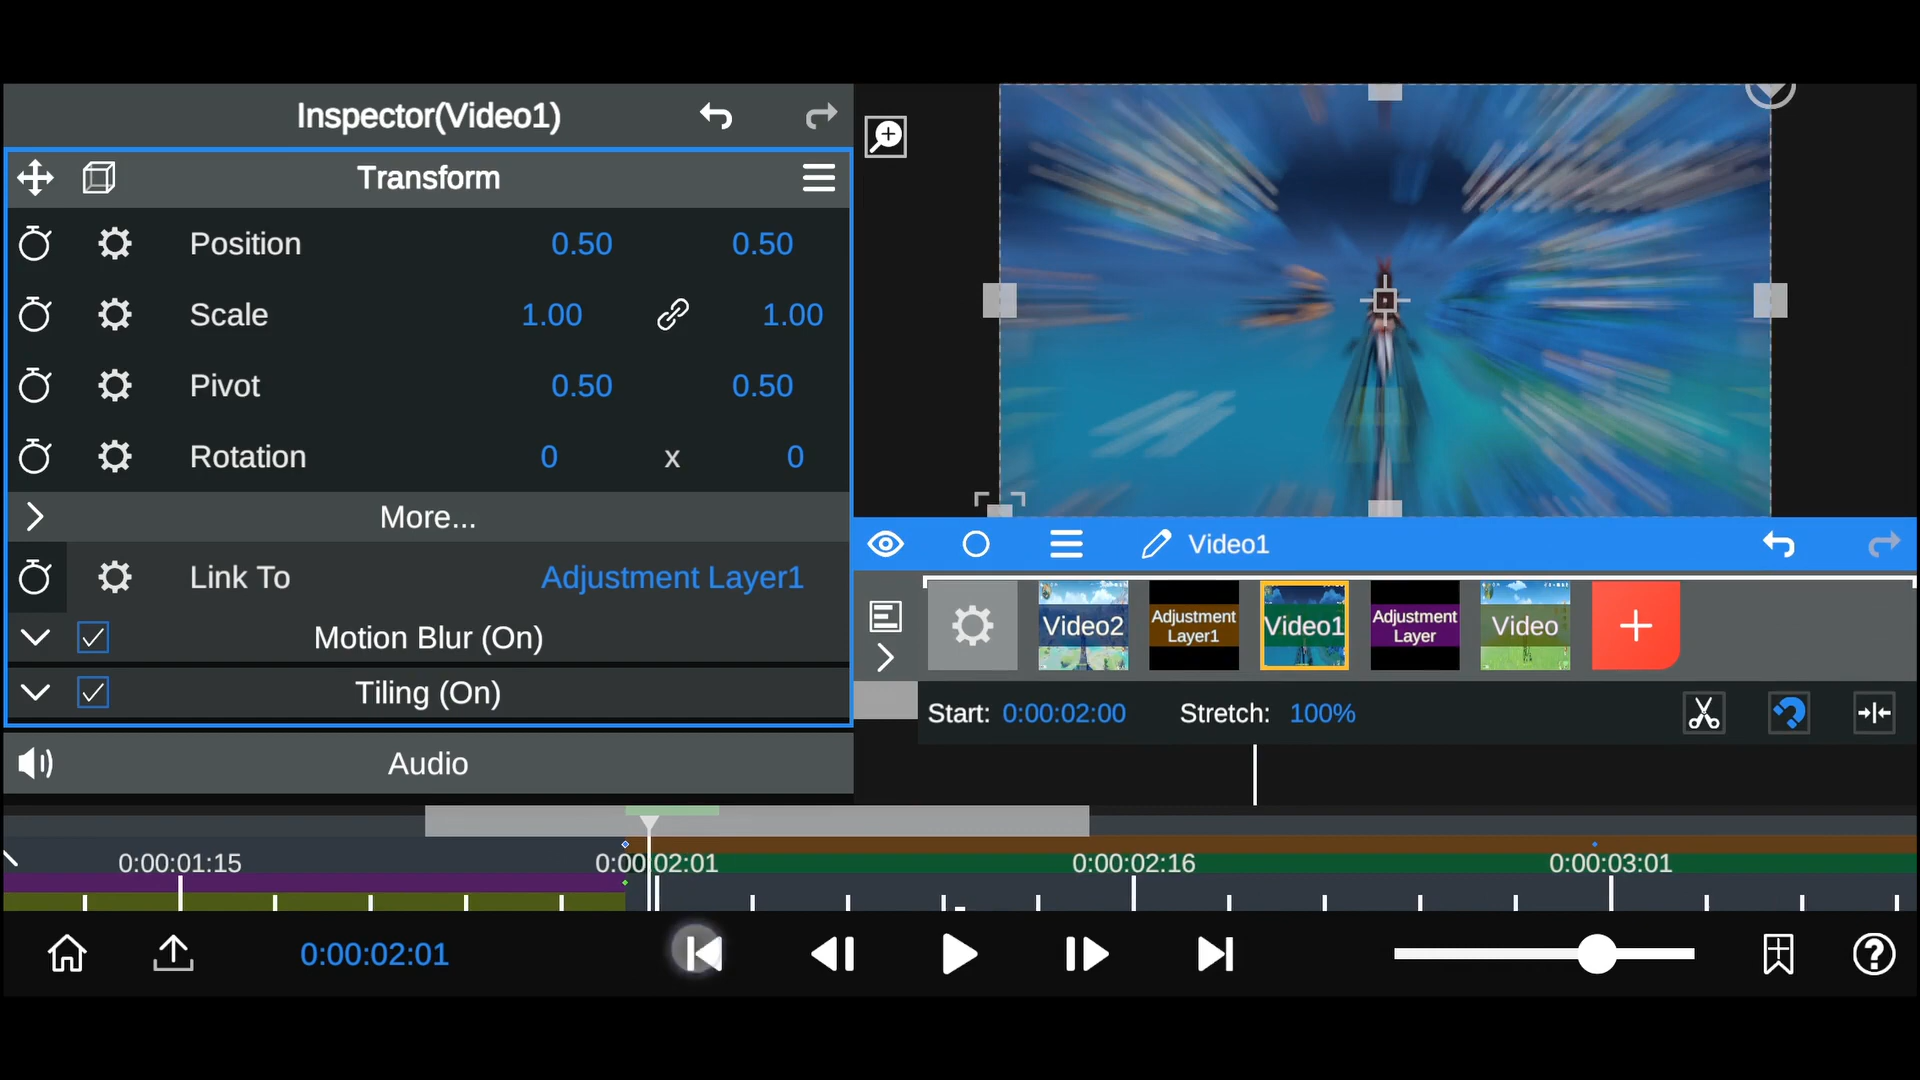 Inspector(Video1)
Transform
Position 0.50 0.50
Scale 1.00 1.00
Pivot 0.50 0.50
Rotation 0 x 0
More...
Link To Adjustment Layer1
Motion Blur (On)
Tiling (On)
Audio
Video1
Video2
Adjustment
Layer1
Video1
Adjustment
Layer
Video
Start: 0:00:02:00 Stretch: 100%
0:00:01:15 0:00:02:01 0:00:02:16 0:00:03:01
0:00:02:01